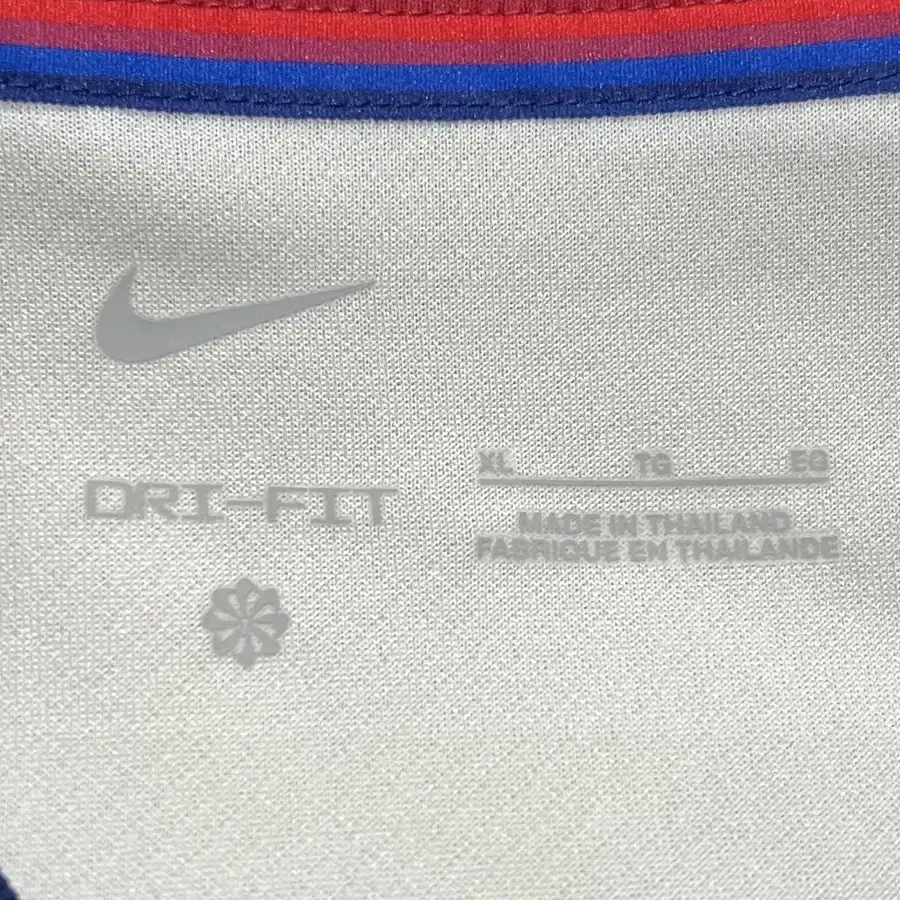 DRI-FIT
XL TG EG
MADE IN THAILAND
FABRIQUE EN THAILANDE